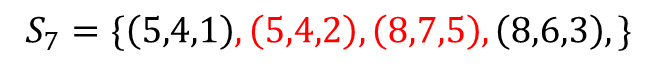 S₇ = {(5,4,1), (5,4,2), (8,7,5), (8,6,3), }